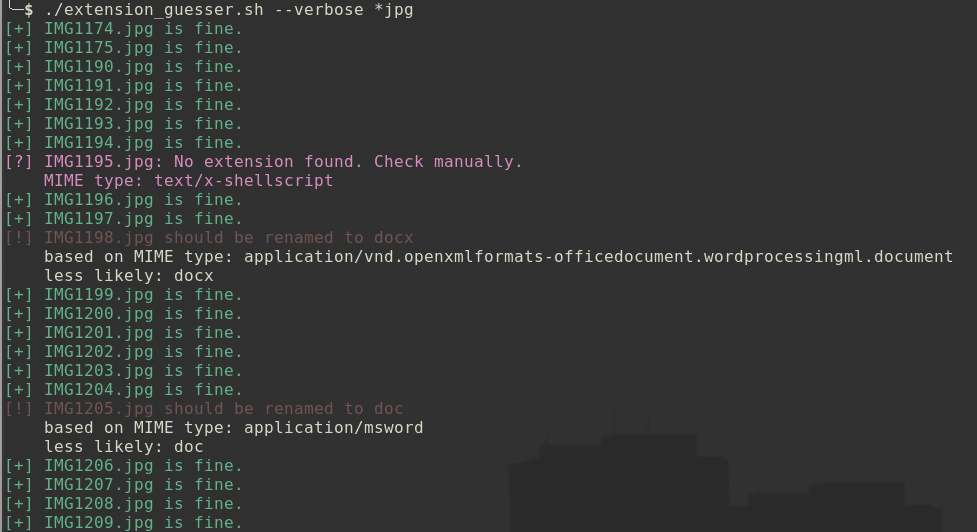 ╰─$ ./extension_guesser.sh --verbose *jpg
[+] IMG1174.jpg is fine.
[+] IMG1175.jpg is fine.
[+] IMG1190.jpg is fine.
[+] IMG1191.jpg is fine.
[+] IMG1192.jpg is fine.
[+] IMG1193.jpg is fine.
[+] IMG1194.jpg is fine.
[?] IMG1195.jpg: No extension found. Check manually.
    MIME type: text/x-shellscript
[+] IMG1196.jpg is fine.
[+] IMG1197.jpg is fine.
[!] IMG1198.jpg should be renamed to docx
    based on MIME type: application/vnd.openxmlformats-officedocument.wordprocessingml.document
    less likely: docx
[+] IMG1199.jpg is fine.
[+] IMG1200.jpg is fine.
[+] IMG1201.jpg is fine.
[+] IMG1202.jpg is fine.
[+] IMG1203.jpg is fine.
[+] IMG1204.jpg is fine.
[!] IMG1205.jpg should be renamed to doc
    based on MIME type: application/msword
    less likely: doc
[+] IMG1206.jpg is fine.
[+] IMG1207.jpg is fine.
[+] IMG1208.jpg is fine.
[+] IMG1209.jpg is fine.